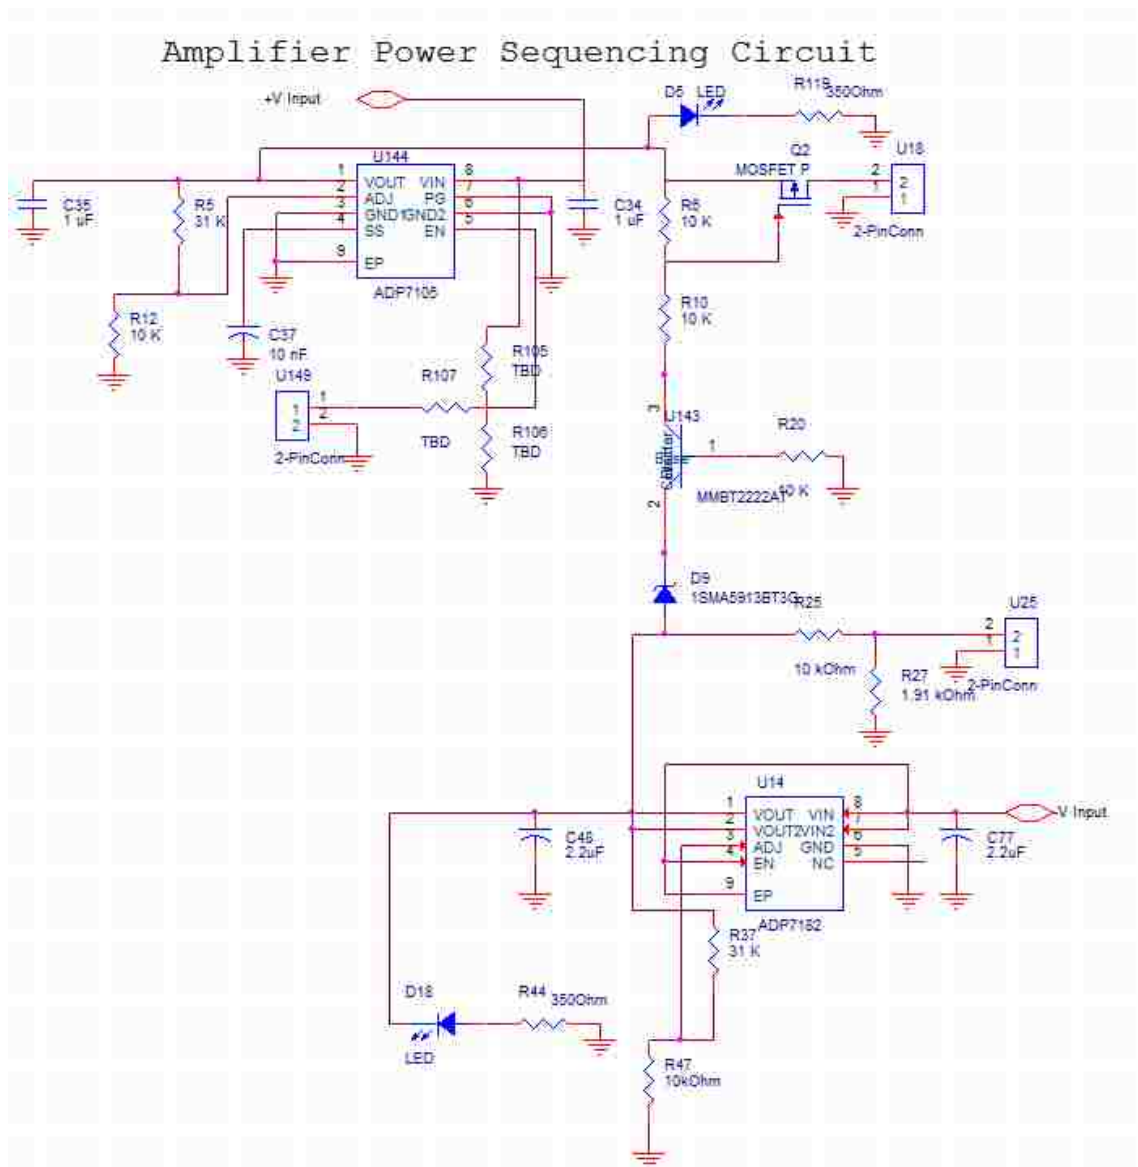 Amplifier Power Sequencing Circuit
+V Input
D5 LED
R119 350Ohm
Q2
MOSFET P
U18
2
1
2
1
2-PinConn
U144
1 VOUT VIN 8
2 ADJ PG 7
3 GND1 GND2 6
4 SS EN 5
9 EP
ADP7105
C35
1 uF
R5
31 K
C34
1 uF
R6
10 K
R10
10 K
R12
10 K
C37
10 nF
U149
1
2
1
2
2-PinConn
R107
TBD
R105
TBD
R106
TBD
3
U143
1
2
MMBT2222AT
R20
10 K
D9
1SMA5913BT3G
R25
10 kOhm
U25
2
1
2
1
2-PinConn
R27
1.91 kOhm
U14
1 VOUT VIN 8
2 VOUT2 VIN2 7
3 ADJ GND 6
4 EN NC 5
9 EP
ADP7182
-V Input
C46
2.2uF
C77
2.2uF
R37
31 K
D18
LED
R44 350Ohm
R47
10kOhm